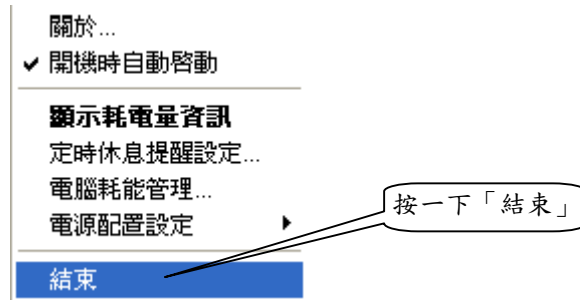 關於...
開機時自動啓動
顯示耗電量資訊
定時休息提醒設定...
電腦耗能管理...
電源配置設定
按一下「結束」
結束